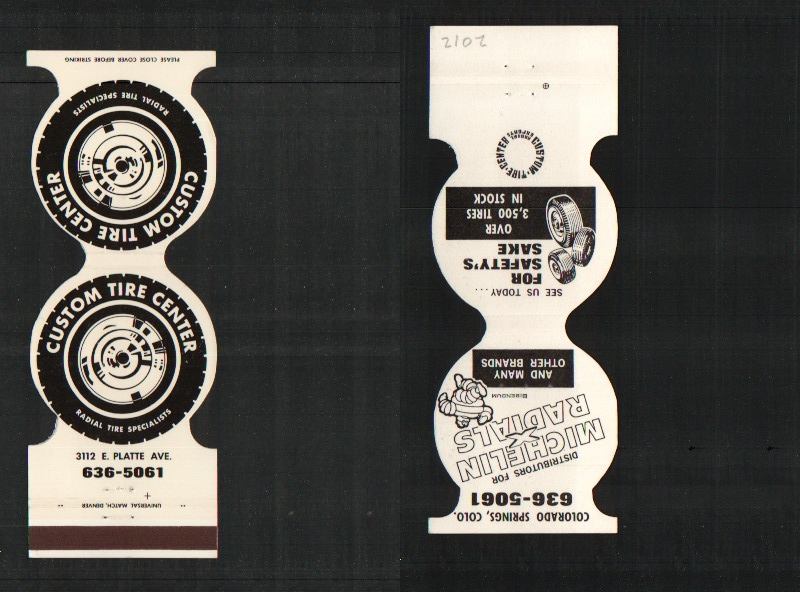 PLEASE CLOSE COVER BEFORE STRIKING
RADIAL TIRE SPECIALISTS
CUSTOM TIRE CENTER
CUSTOM TIRE CENTER
RADIAL TIRE SPECIALISTS
3112 E. PLATTE AVE.
636-5061
UNIVERSAL MATCH, DENVER
2012
CUSTOM • TIRE • CENTER
RADIAL EXPERTS
OVER
3,500 TIRES
IN STOCK
FOR
SAFETY'S
SAKE
SEE US TODAY....
AND MANY
OTHER BRANDS
BIBENDUM
DISTRIBUTORS FOR
MICHELIN X
RADIALS
636-5061
COLORADO SPRINGS, COLO.